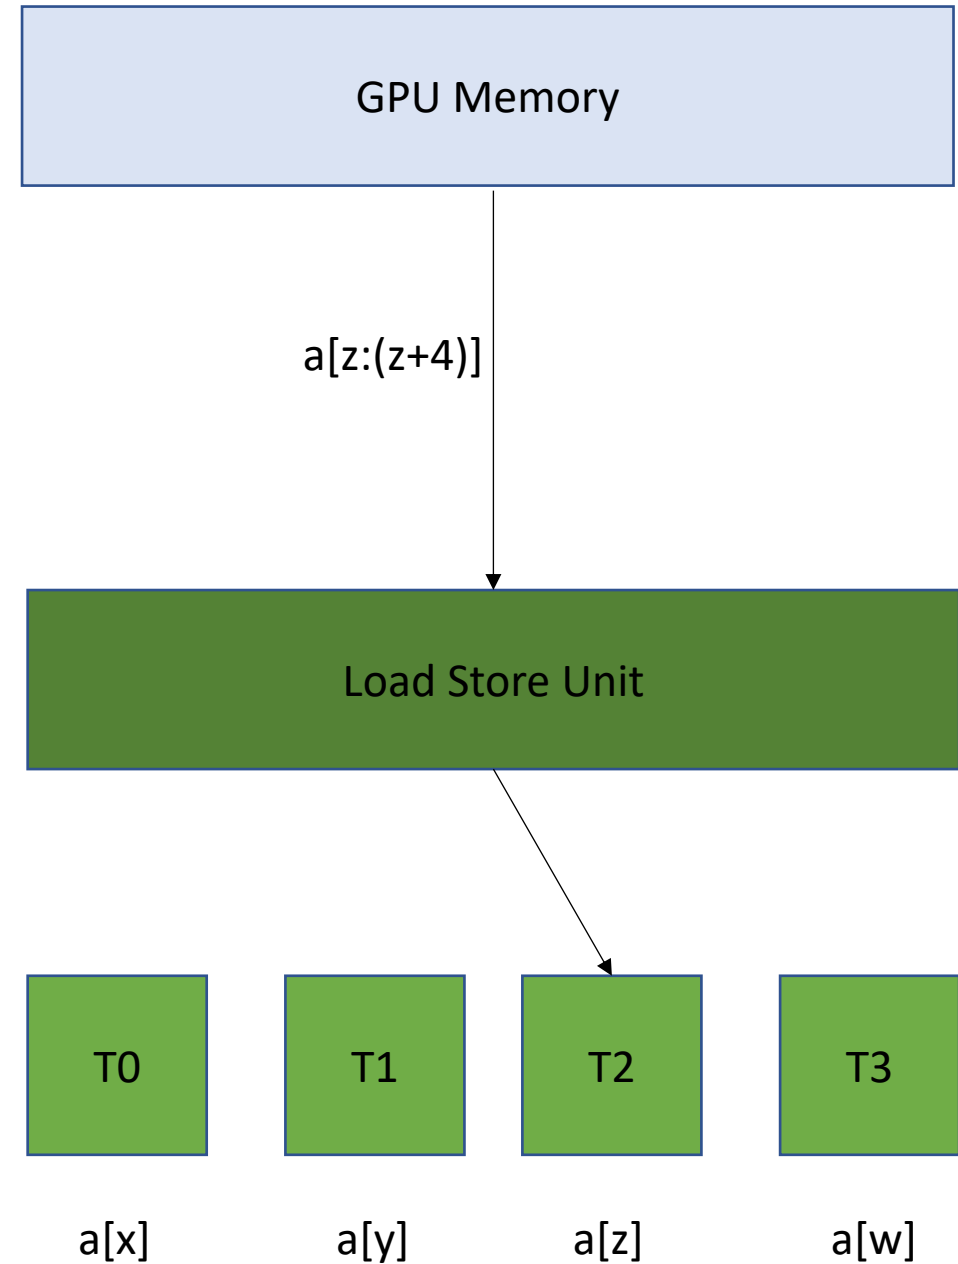 GPU Memory
a[z:(z+4)]
Load Store Unit
T0 T1 T2 T3
a[x] a[y] a[z] a[w]